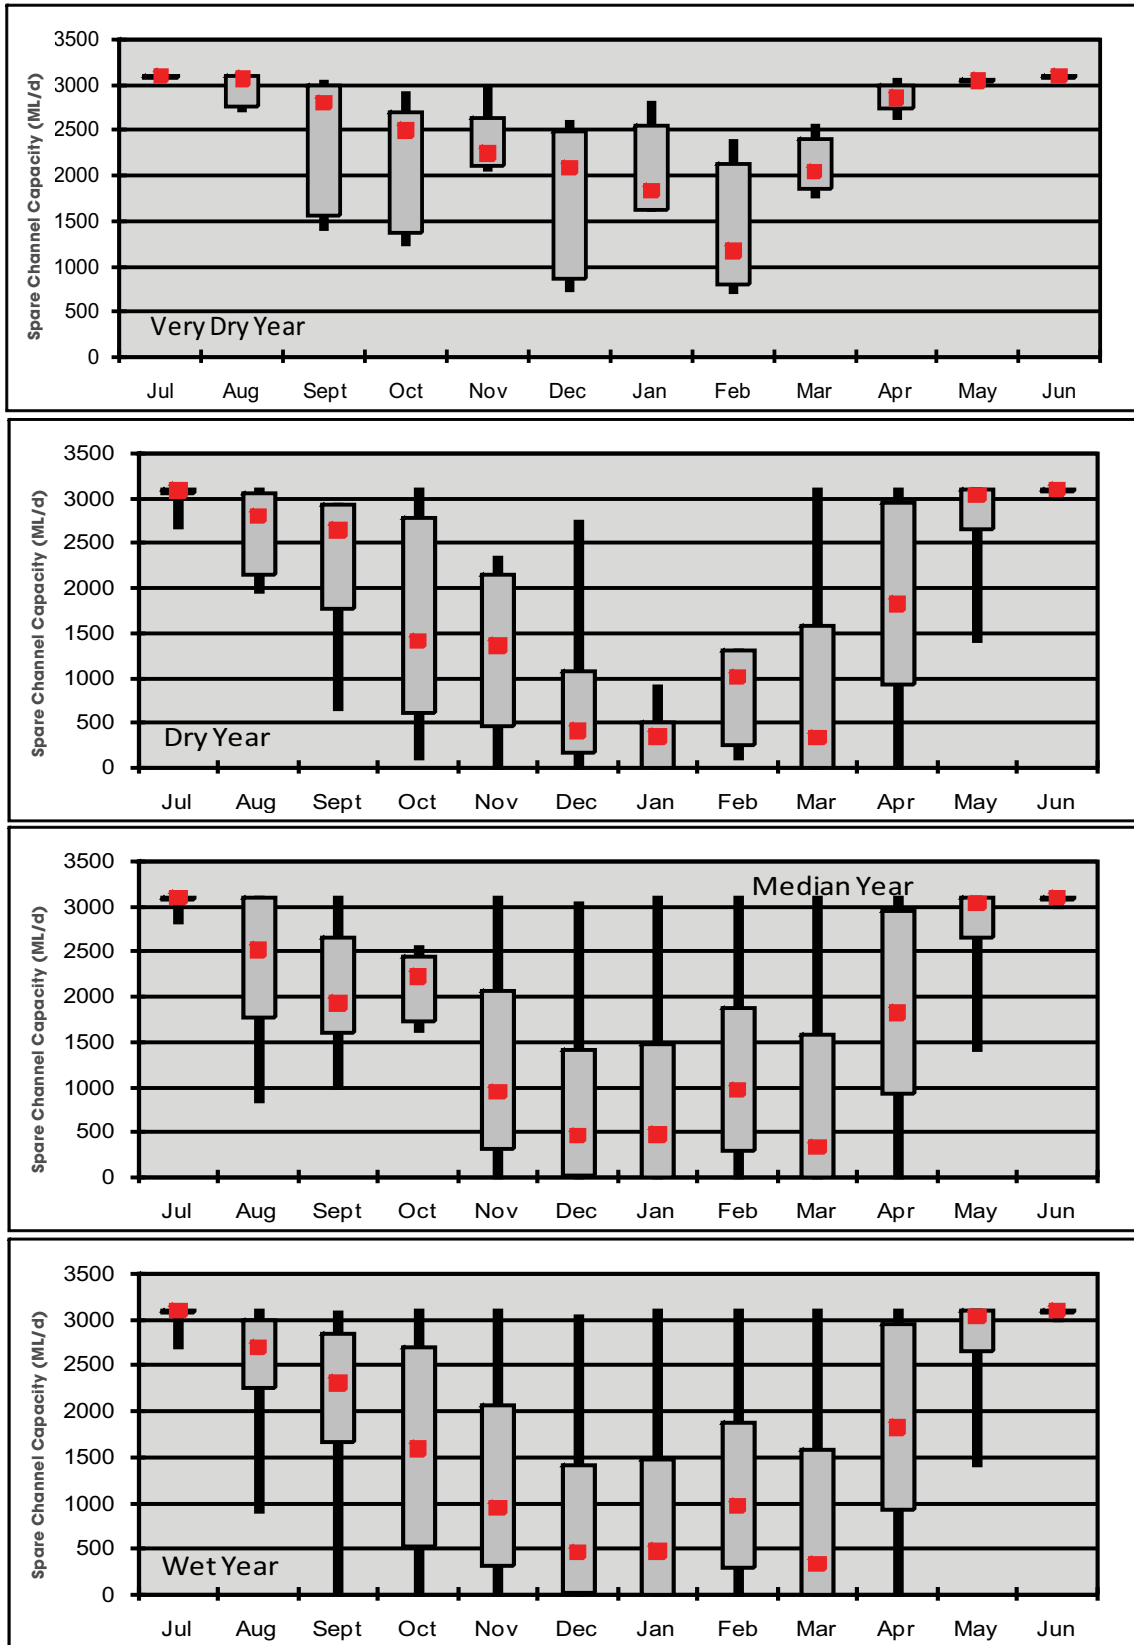 Spare Channel Capacity (ML/d)
3500
3000
2500
2000
1500
1000
500
0
Very Dry Year
Jul Aug Sept Oct Nov Dec Jan Feb Mar Apr May Jun
Spare Channel Capacity (ML/d)
3500
3000
2500
2000
1500
1000
500
0
Dry Year
Jul Aug Sept Oct Nov Dec Jan Feb Mar Apr May Jun
Spare Channel Capacity (ML/d)
3500
3000
2500
2000
1500
1000
500
0
Median Year
Jul Aug Sept Oct Nov Dec Jan Feb Mar Apr May Jun
Spare Channel Capacity (ML/d)
3500
3000
2500
2000
1500
1000
500
0
Wet Year
Jul Aug Sept Oct Nov Dec Jan Feb Mar Apr May Jun